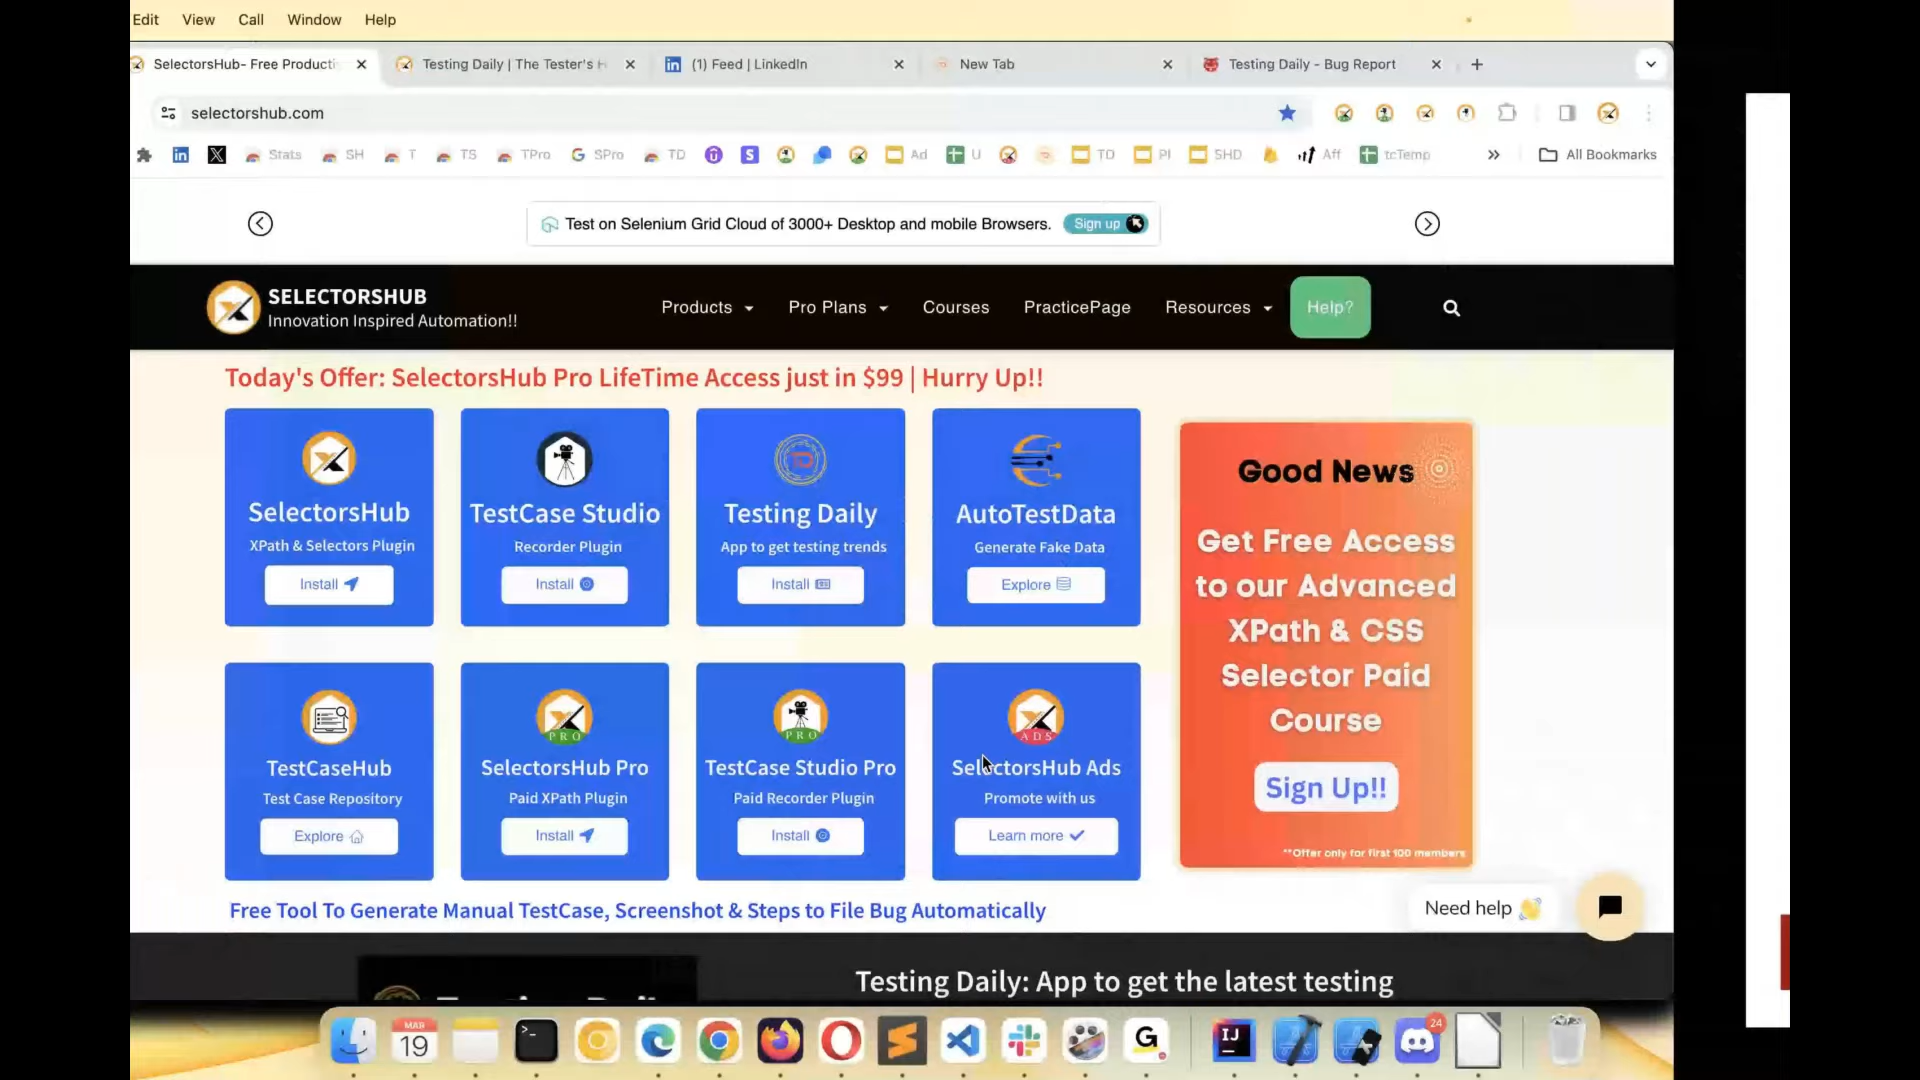 Edit View Call Window Help
SelectorsHub- Free Producti
Testing Daily | The Tester's H
(1) Feed | LinkedIn
New Tab
Testing Daily - Bug Report
selectorshub.com
Stats SH T TS TPro SPro TD Ad U TD PI SHD Aff tcTemp
All Bookmarks
Test on Selenium Grid Cloud of 3000+ Desktop and mobile Browsers. Sign up
SELECTORSHUB
Innovation Inspired Automation!!
Products Pro Plans Courses PracticePage Resources Help?
Today's Offer: SelectorsHub Pro LifeTime Access just in $99 | Hurry Up!!
SelectorsHub
XPath & Selectors Plugin
Install
TestCase Studio
Recorder Plugin
Install
TD
Testing Daily
App to get testing trends
Install
AutoTestData
Generate Fake Data
Explore
TestCaseHub
Test Case Repository
Explore
PRO
SelectorsHub Pro
Paid XPath Plugin
Install
PRO
TestCase Studio Pro
Paid Recorder Plugin
Install
ADS
SelectorsHub Ads
Promote with us
Learn more
Good News
Get Free Access
to our Advanced
XPath & CSS
Selector Paid
Course
Sign Up!!
**Offer only for first 100 members
Free Tool To Generate Manual TestCase, Screenshot & Steps to File Bug Automatically
Need help
Testing Daily: App to get the latest testing
MAR
19
IJ
24